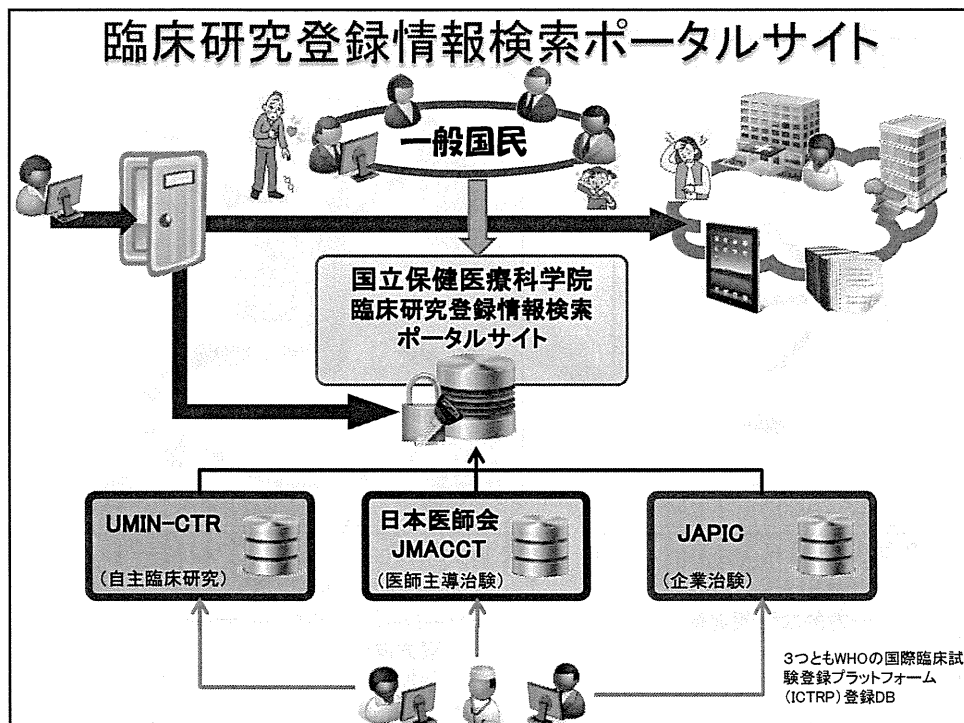 臨床研究登録情報検索ポータルサイト
一般国民
国立保健医療科学院
臨床研究登録情報検索
ポータルサイト
UMIN-CTR
(自主臨床研究)
日本医師会
JMACCT
(医師主導治験)
JAPIC
(企業治験)
3つともWHOの国際臨床試
験登録プラットフォーム
(ICTRP)登録DB